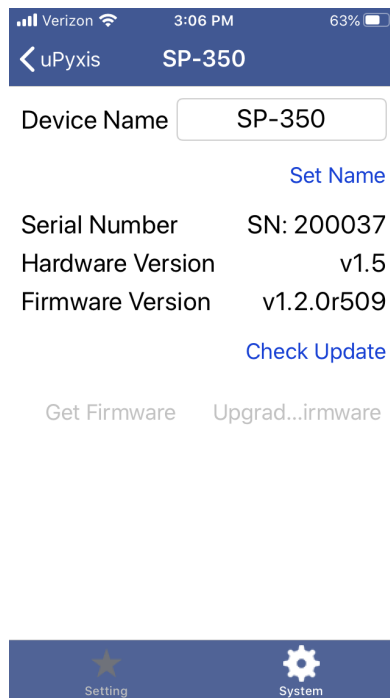 Verizon 3:06 PM 63%
uPyxis SP-350
Device Name SP-350
Set Name
Serial Number SN: 200037
Hardware Version v1.5
Firmware Version v1.2.0r509
Check Update
Get Firmware Upgrad...irmware
Setting System